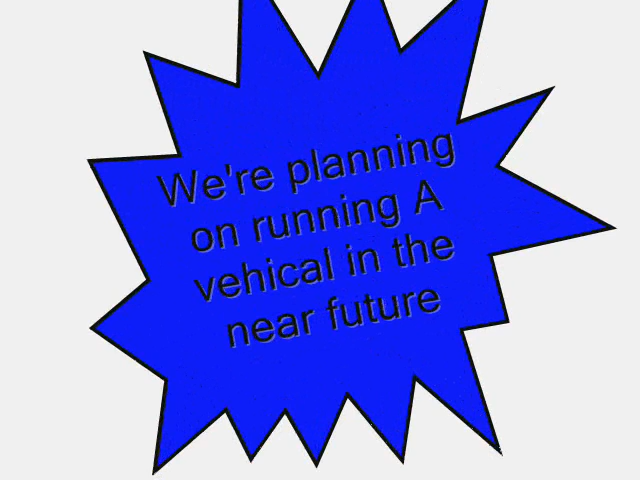 We're planning
on running A
vehical in the
near future